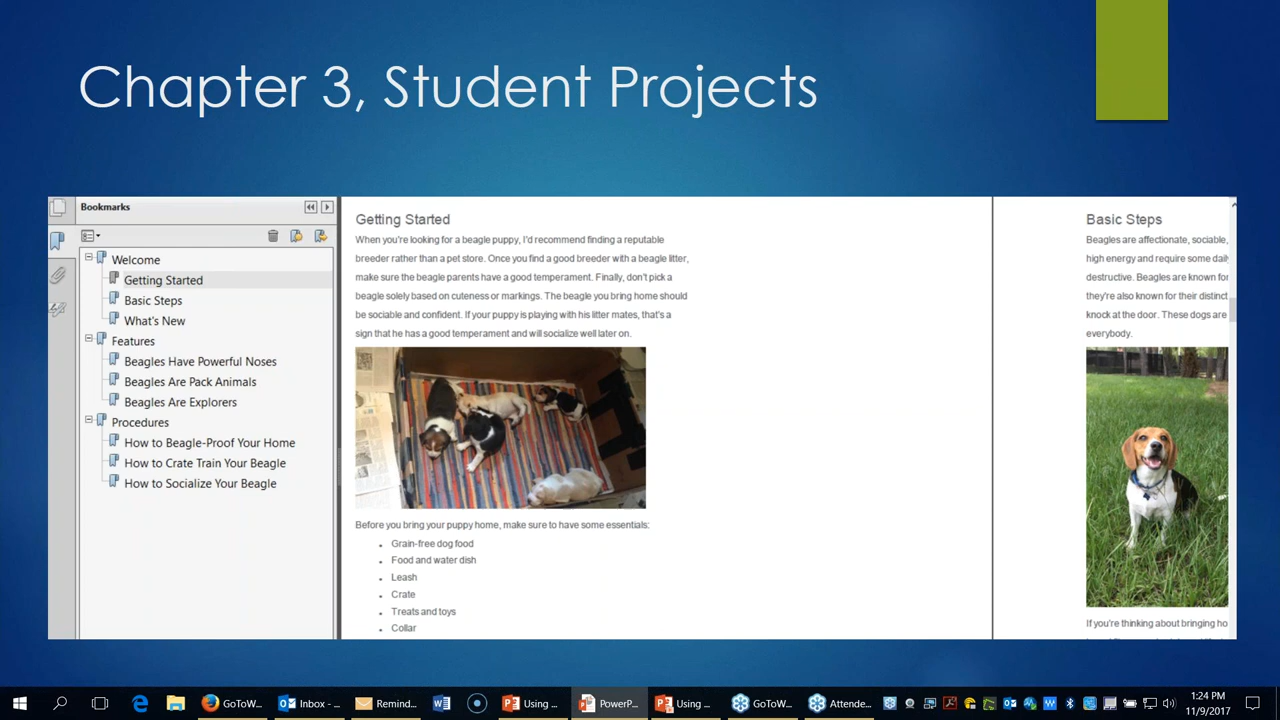 Chapter 3, Student Projects
Bookmarks
Welcome
Getting Started
Basic Steps
What's New
Features
Beagles Have Powerful Noses
Beagles Are Pack Animals
Beagles Are Explorers
Procedures
How to Beagle-Proof Your Home
How to Crate Train Your Beagle
How to Socialize Your Beagle
Getting Started
When you're looking for a beagle puppy, I'd recommend finding a reputable
breeder rather than a pet store. Once you find a good breeder with a beagle litter,
make sure the beagle parents have a good temperament. Finally, don't pick a
beagle solely based on cuteness or markings. The beagle you bring home should
be sociable and confident. If your puppy is playing with his litter mates, that's a
sign that he has a good temperament and will socialize well later on.
Before you bring your puppy home, make sure to have some essentials:
Grain-free dog food
Food and water dish
Leash
Crate
Treats and toys
Collar
Basic Steps
Beagles are affectionate, sociable,
high energy and require some daily
destructive. Beagles are known for
they're also known for their distinct
knock at the door. These dogs are
everybody.
If you're thinking about bringing ho
GoToW...
Inbox - ...
Remind...
Using ...
PowerP...
Using ...
GoToW...
Attende...
1:24 PM
11/9/2017